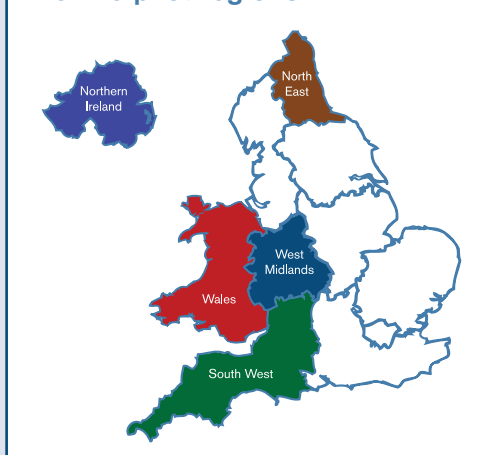 Northern
Ireland
North
East
West
Midlands
Wales
South West